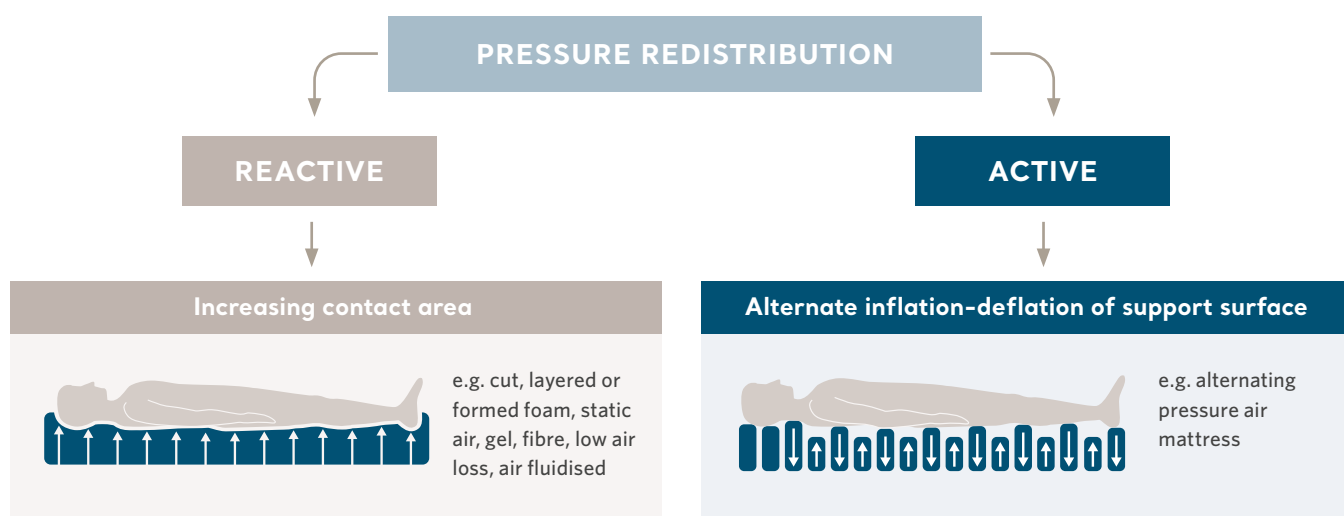 PRESSURE REDISTRIBUTION
REACTIVE
ACTIVE
Increasing contact area
Alternate inflation-deflation of support surface
e.g. cut, layered or
formed foam, static
air, gel, fibre, low air
loss, air fluidised
e.g. alternating
pressure air
mattress